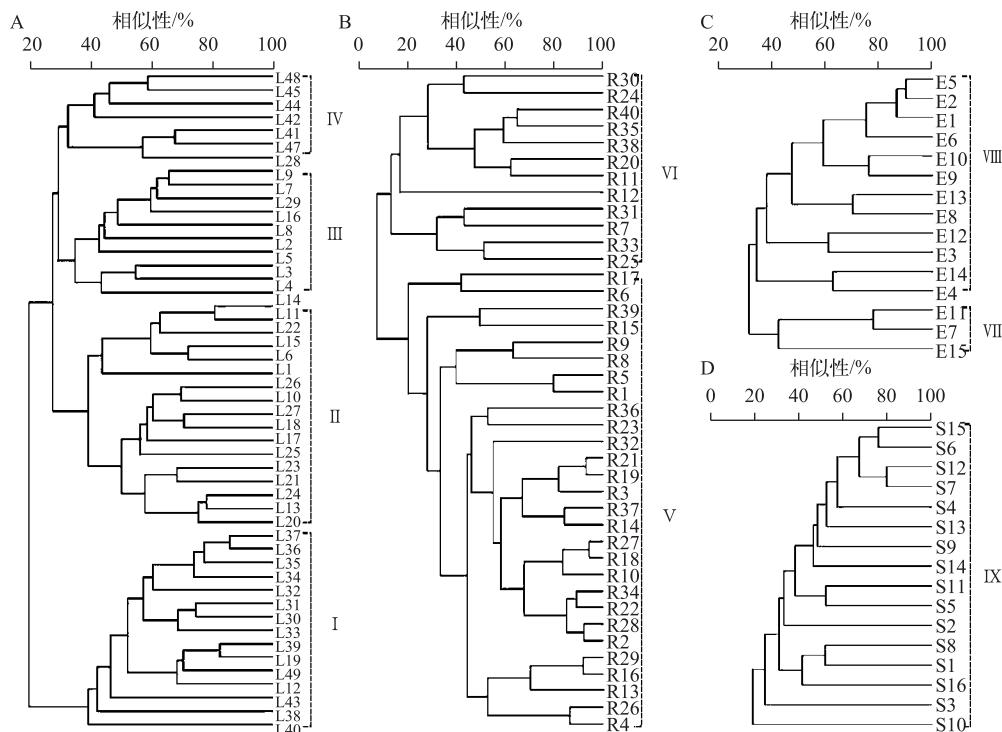 A
相似性/%
20 40 60 80 100
L48
L45
L44
L42
L41
L47
L28
L9
L7
L29
L16
L8
L2
L5
L3
L4
L14
L11
L22
L15
L6
L1
L26
L10
L27
L18
L17
L25
L23
L21
L24
L13
L20
L37
L36
L35
L34
L32
L31
L30
L33
L39
L19
L49
L12
L43
L38
L40
IV
III
II
I
B
相似性/%
0 20 40 60 80 100
R30
R24
R40
R35
R38
R20
R11
R12
R31
R7
R33
R25
R17
R6
R39
R15
R9
R8
R5
R1
R36
R23
R32
R21
R19
R3
R37
R14
R27
R18
R10
R34
R22
R28
R2
R29
R16
R13
R26
R4
VI
V
C
相似性/%
20 40 60 80 100
E5
E2
E1
E6
E10
E9
E13
E8
E12
E3
E14
E4
E11
E7
E15
VIII
VII
D
相似性/%
0 20 40 60 80 100
S15
S6
S12
S7
S4
S13
S9
S14
S11
S5
S2
S8
S1
S16
S3
S10
IX